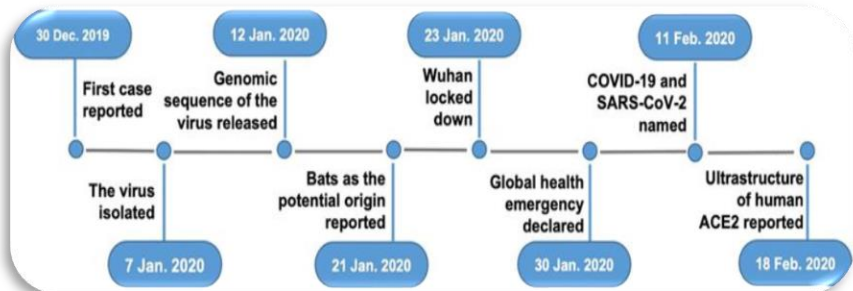 30 Dec. 2019
First case
reported
The virus
isolated
7 Jan. 2020
12 Jan. 2020
Genomic
sequence of the
virus released
Bats as the
potential origin
reported
21 Jan. 2020
23 Jan. 2020
Wuhan
locked
down
Global health
emergency
declared
30 Jan. 2020
11 Feb. 2020
COVID-19 and
SARS-CoV-2
named
Ultrastructure
of human
ACE2 reported
18 Feb. 2020